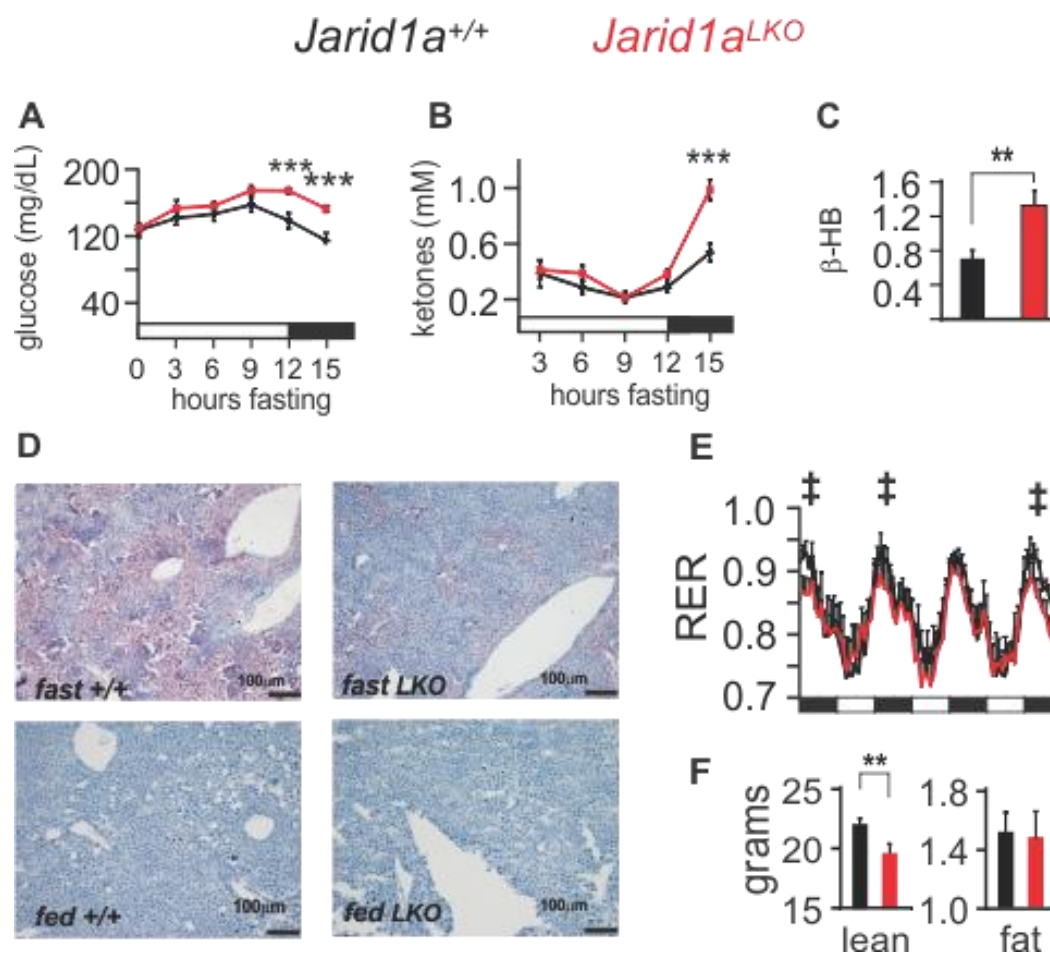 Jarid1a+/+ Jarid1aLKO
A
glucose (mg/dL)
200
120
40
*** ***
0 3 6 9 12 15
hours fasting
B
ketones (mM)
1.0
0.6
0.2
***
3 6 9 12 15
hours fasting
C
β-HB
1.6
1.2
0.8
0.4
**
D
fast +/+
100μm
fast LKO
100μm
fed +/+
100μm
fed LKO
100μm
E
RER
1.0
0.9
0.8
0.7
‡ ‡ ‡
F
grams
25
20
15
**
lean
1.8
1.4
1.0
fat